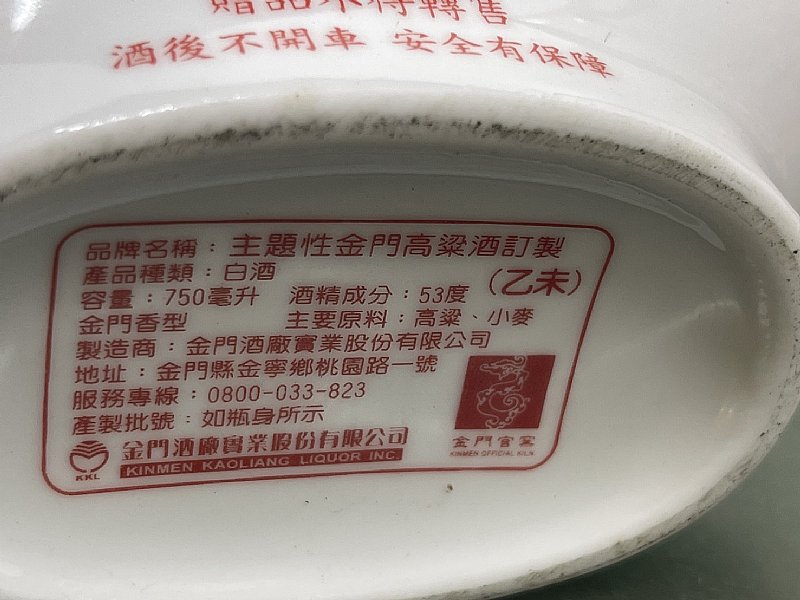 贈品不得轉售
酒後不開車 安全有保障
品牌名稱：主題性金門高粱酒訂製
產品種類：白酒 (乙未)
容量：750毫升 酒精成分：53度
金門香型 主要原料：高粱、小麥
製造商：金門酒廠實業股份有限公司
地址：金門縣金寧鄉桃園路一號
服務專線：0800-033-823
產製批號：如瓶身所示
KKL
金門酒廠實業股份有限公司
KINMEN KAOLIANG LIQUOR INC.
金門官窯
KINMEN OFFICIAL KILN